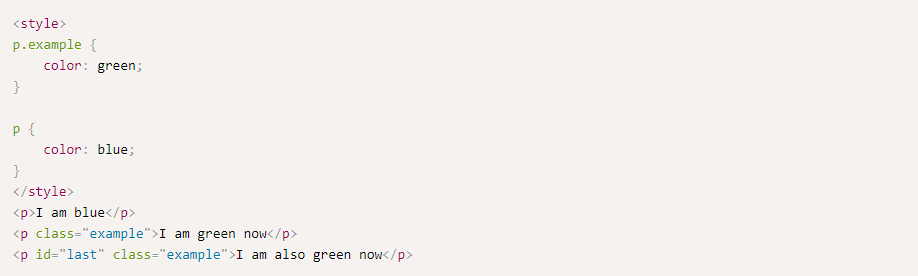 <style>
p.example {
    color: green;
}

p {
    color: blue;
}
</style>
<p>I am blue</p>
<p class="example">I am green now</p>
<p id="last" class="example">I am also green now</p>